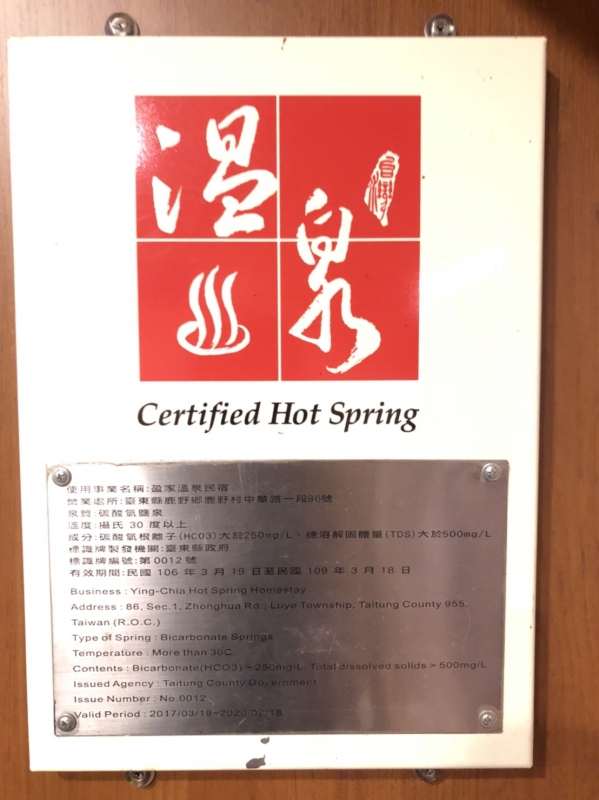 溫泉
台灣
Certified Hot Spring
使用事業名稱:盈家溫泉民宿
營業處所:臺東縣鹿野鄉鹿野村中華路一段86號
泉質:碳酸氫鹽泉
溫度:攝氏 30 度以上
成分:碳酸氫根離子(HCO3)大於250mg/L、總溶解固體量(TDS)大於500mg/L
標識牌製發機關:臺東縣政府
標識牌編號:第0012號
有效期間:民國 106 年 3 月 19 日至民國 109 年 3 月 18 日
Business : Ying-Chia Hot Spring Homestay
Address : 86, Sec.1, Zhonghua Rd., Luye Township, Taitung County 955,
Taiwan (R.O.C.)
Type of Spring : Bicarbonate Springs
Temperature : More than 30C
Contents : Bicarbonate(HCO3) > 250mg/L, Total dissolved solids > 500mg/L
Issued Agency : Taitung County Government
Issue Number : No.0012
Valid Period : 2017/03/19~2020/03/18